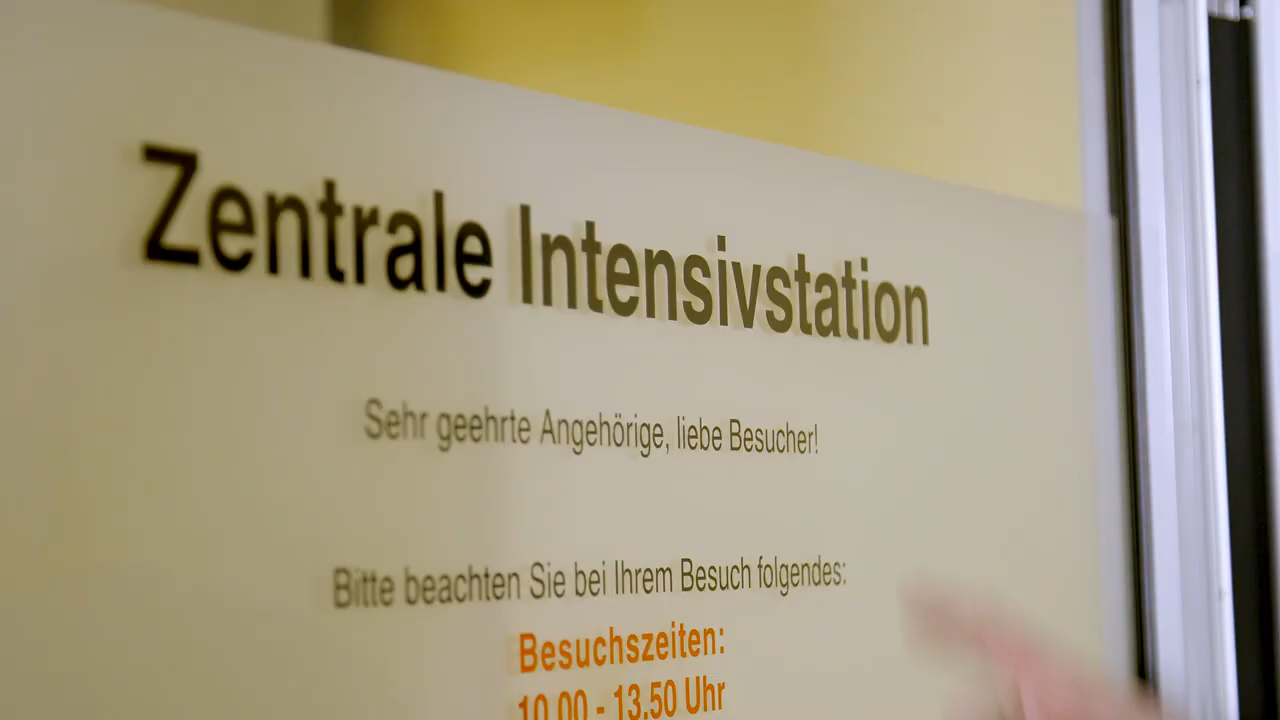 Zentrale Intensivstation
Sehr geehrte Angehörige, liebe Besucher!
Bitte beachten Sie bei Ihrem Besuch folgendes:
Besuchszeiten:
10.00 - 13.50 Uhr